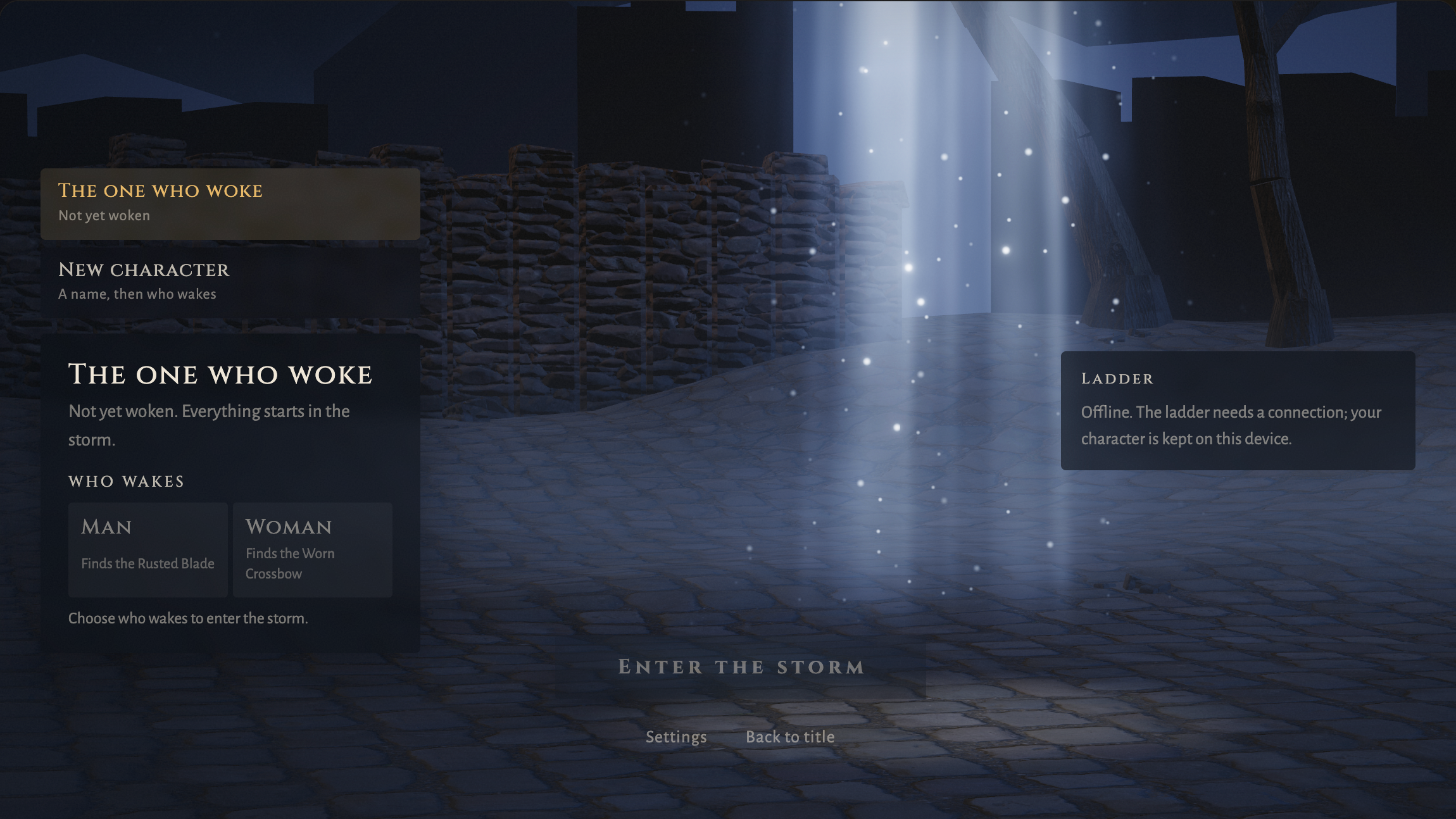 The one who woke
Not yet woken
New character
A name, then who wakes
The one who woke
Not yet woken. Everything starts in the
storm.
Who wakes
Man
Finds the Rusted Blade
Woman
Finds the Worn
Crossbow
Choose who wakes to enter the storm.
Ladder
Offline. The ladder needs a connection; your
character is kept on this device.
Enter the storm
Settings
Back to title